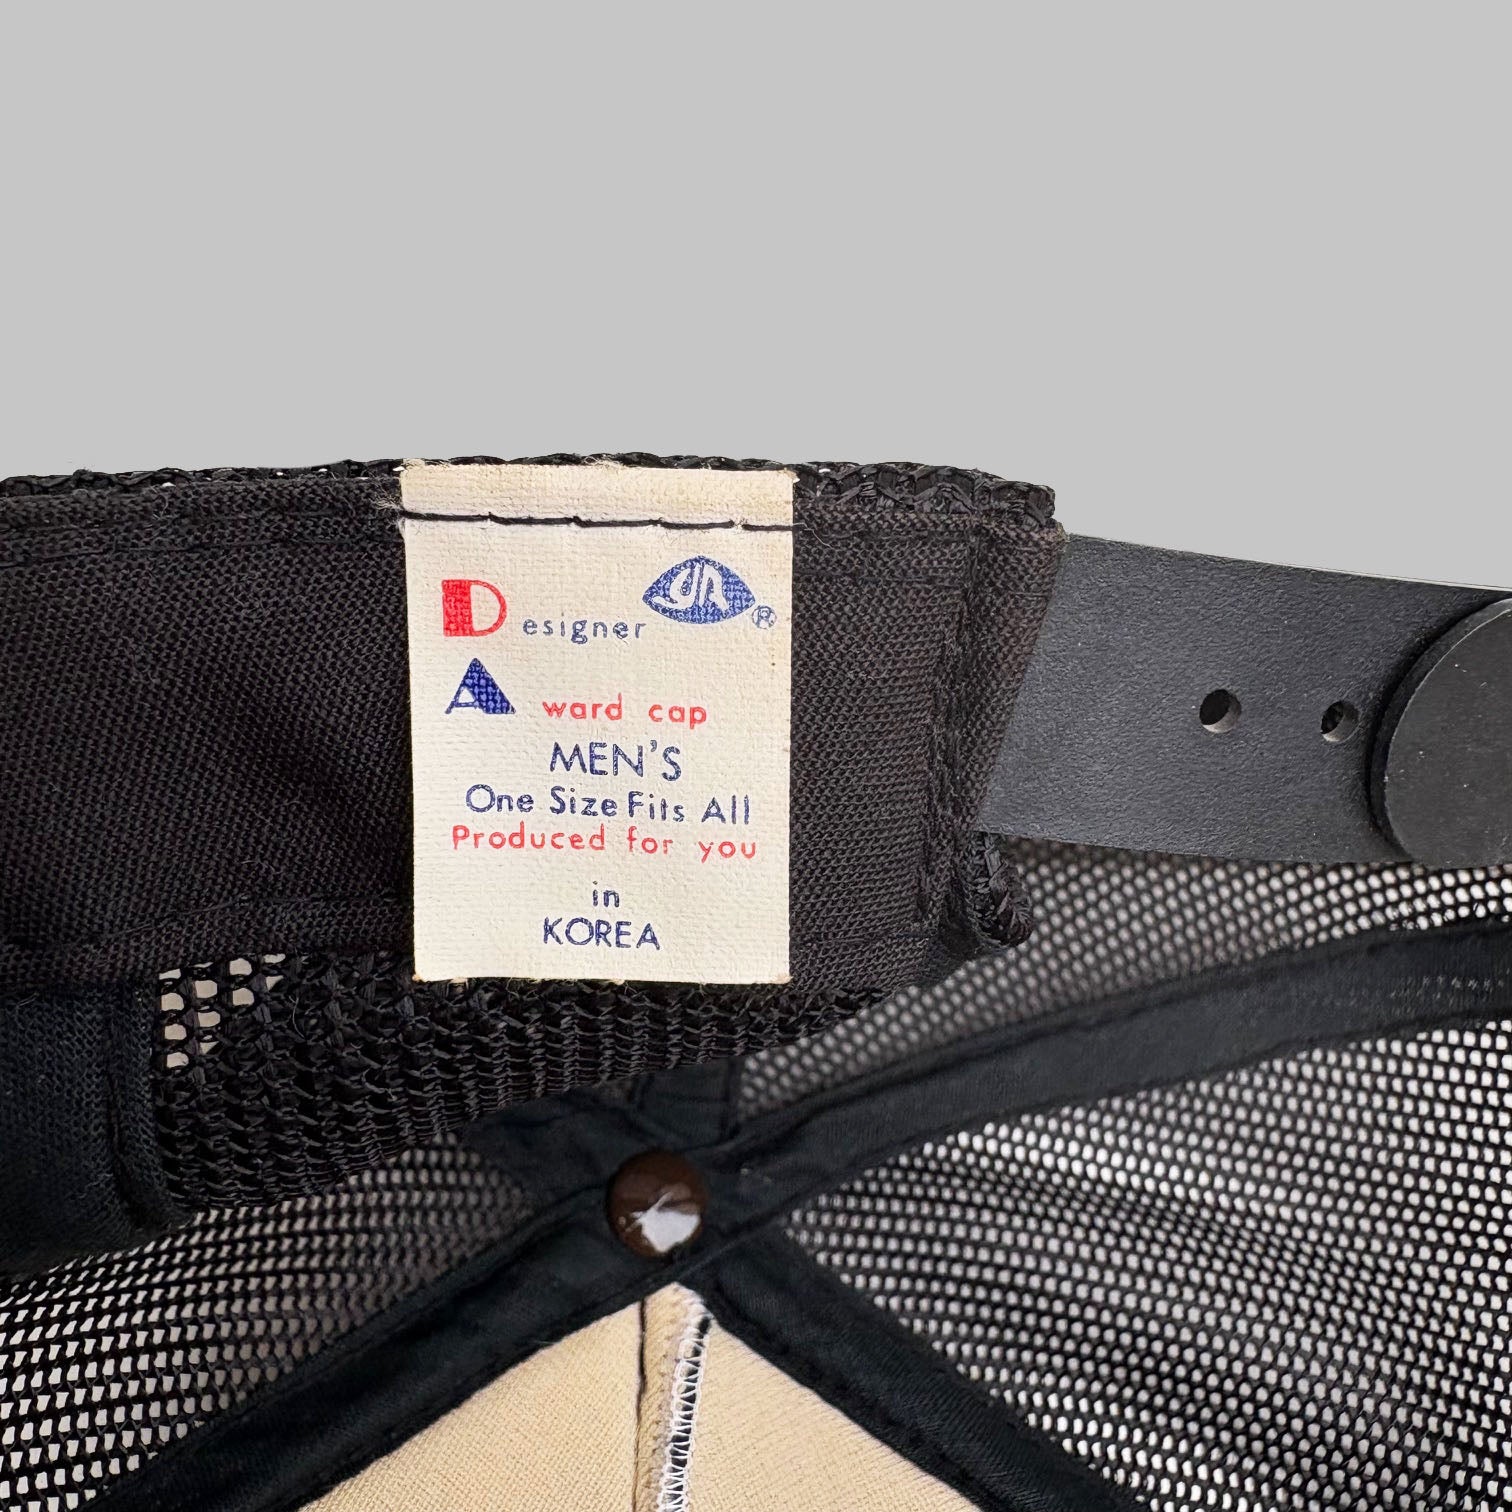 Designer ®
Award cap
MEN'S
One Size Fits All
Produced for you
in
KOREA